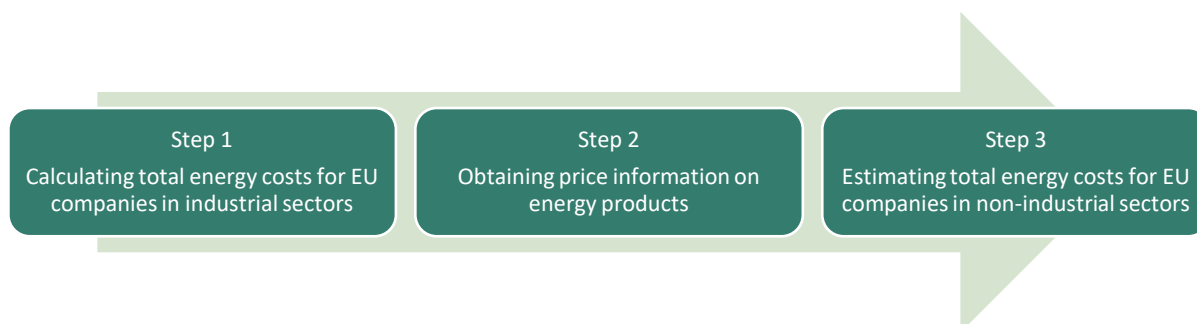 Step 1
Calculating total energy costs for EU
companies in industrial sectors
Step 2
Obtaining price information on
energy products
Step 3
Estimating total energy costs for EU
companies in non-industrial sectors